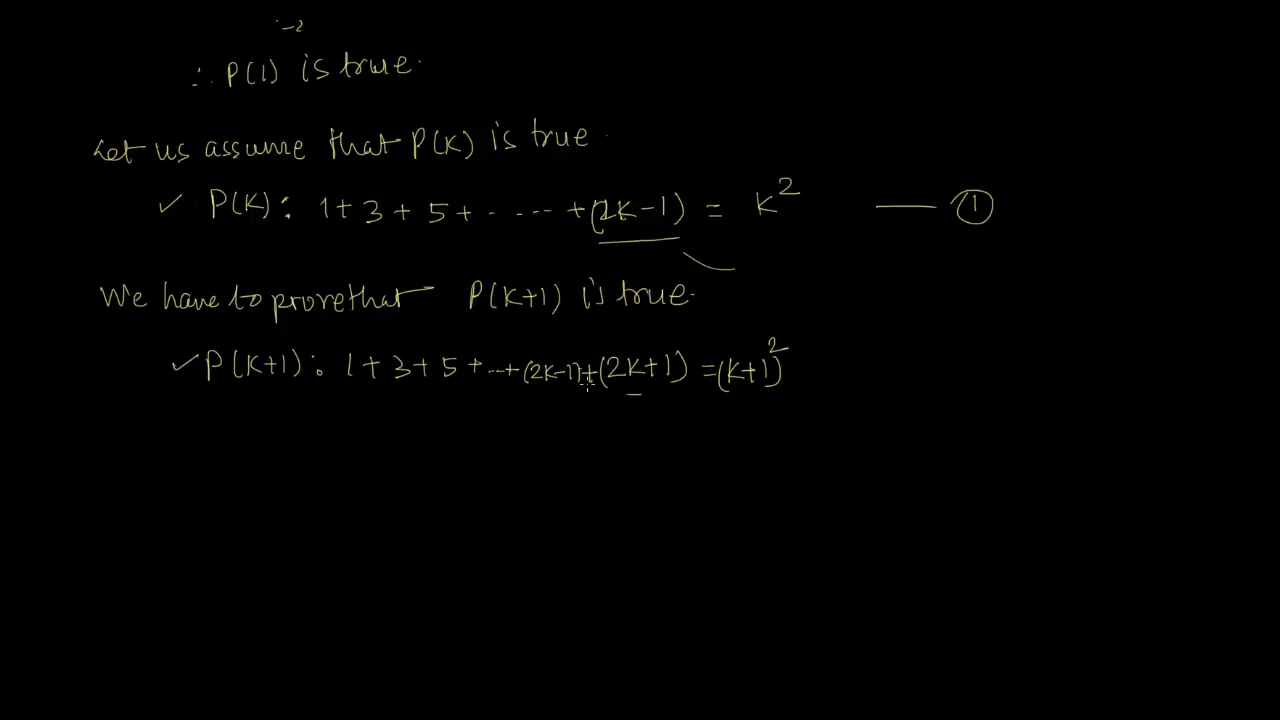 ∴ P(1) is true.
Let us assume that P(K) is true.
✓ P(K): 1+3+5+.....+(2K-1) = K² —— ①
We have to prove that P(K+1) is true.
✓ P(K+1): 1+3+5+...+(2K-1)+(2K+1) = (K+1)²